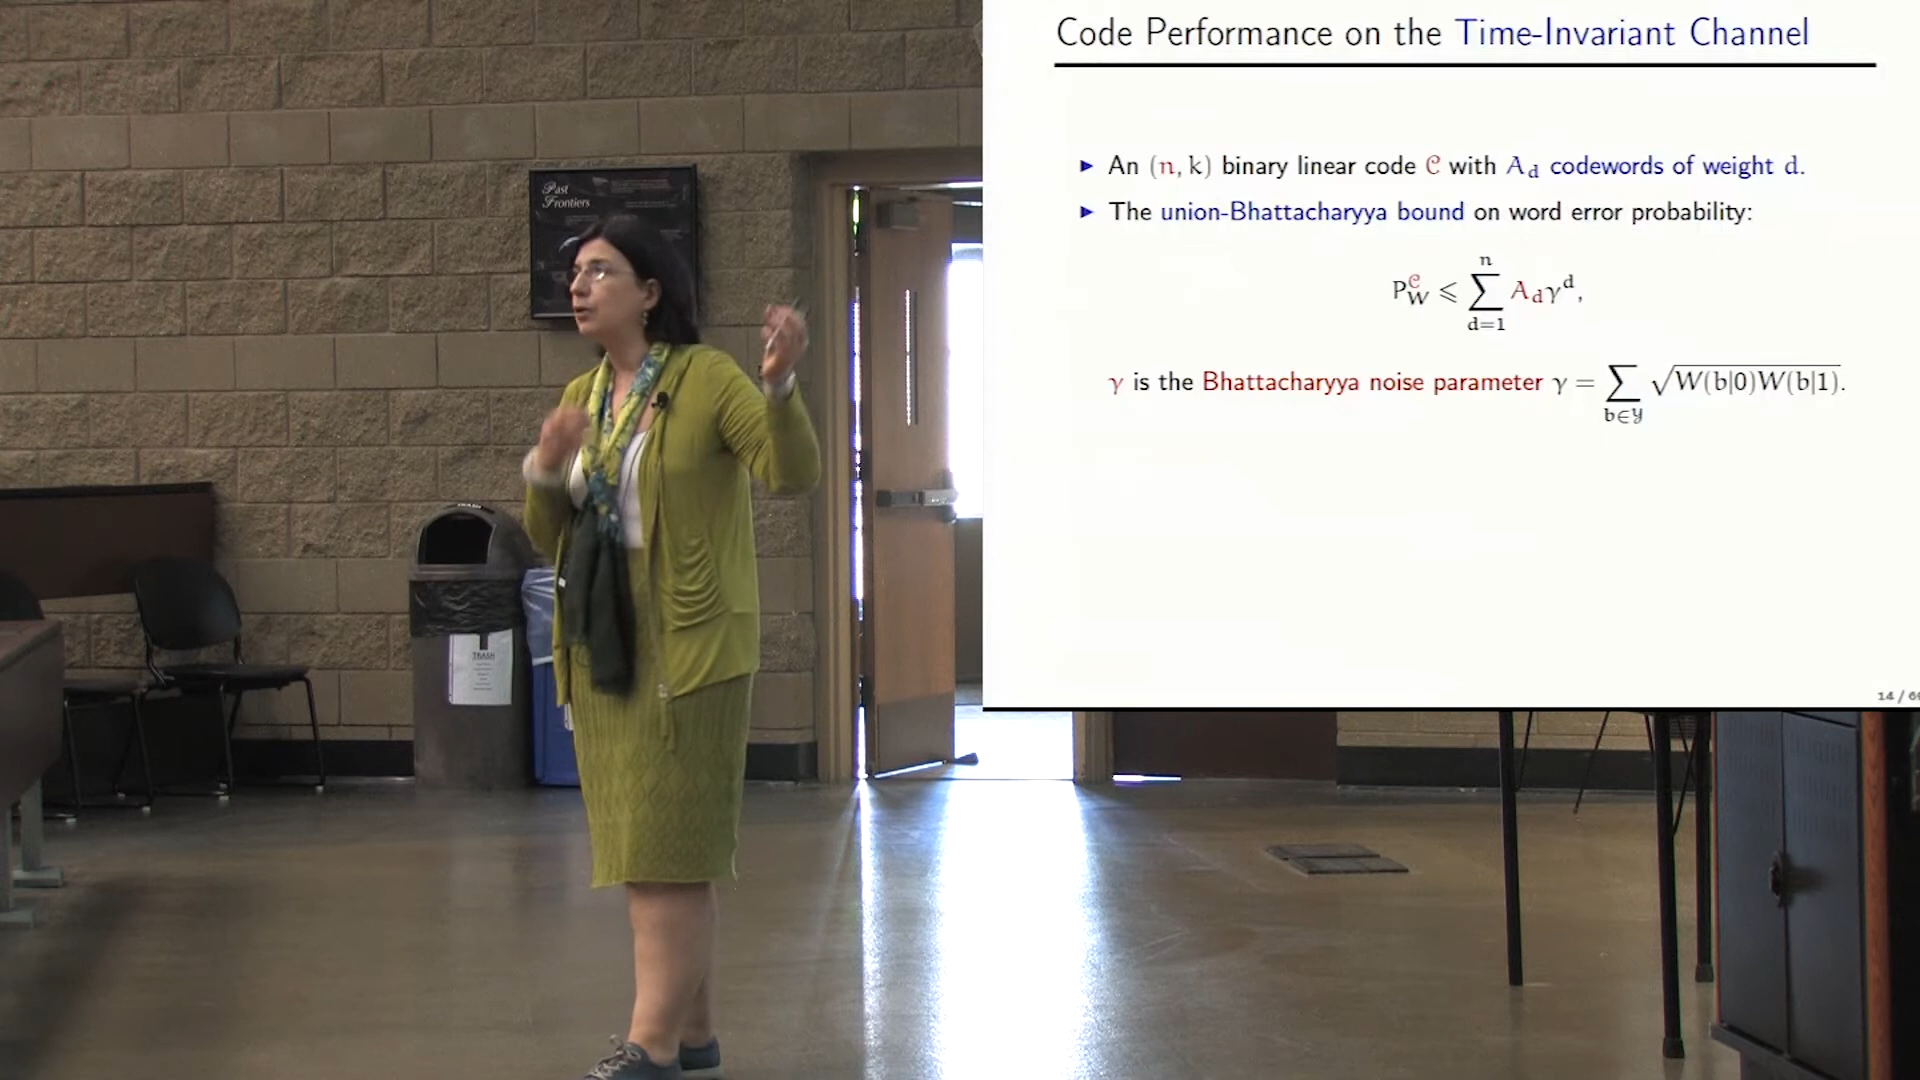 Code Performance on the Time-Invariant Channel
► An (n, k) binary linear code C with A_d codewords of weight d.
► The union-Bhattacharyya bound on word error probability:
P_W^C ⩽ ∑_{d=1}^{n} A_d γ^d,
γ is the Bhattacharyya noise parameter γ = ∑_{b∈Y} √W(b|0)W(b|1).
14 / 6
Past
Frontiers
TRASH
TRASH